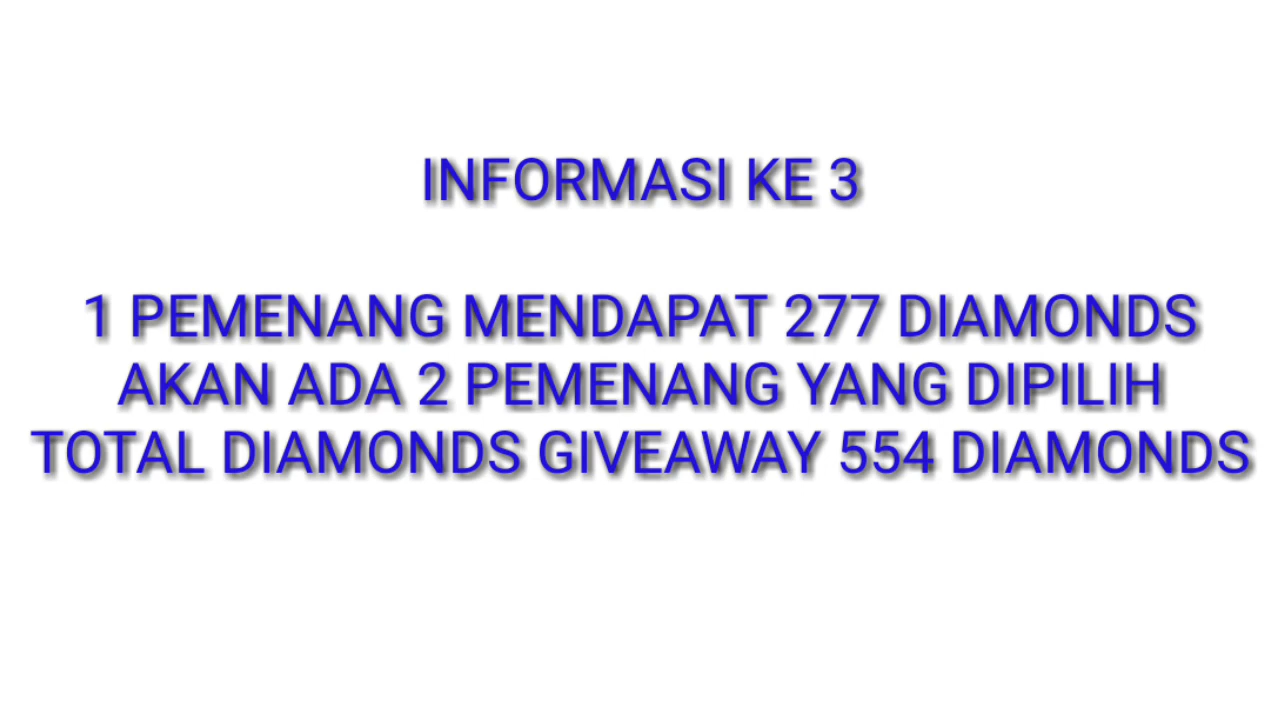 INFORMASI KE 3
1 PEMENANG MENDAPAT 277 DIAMONDS
AKAN ADA 2 PEMENANG YANG DIPILIH
TOTAL DIAMONDS GIVEAWAY 554 DIAMONDS